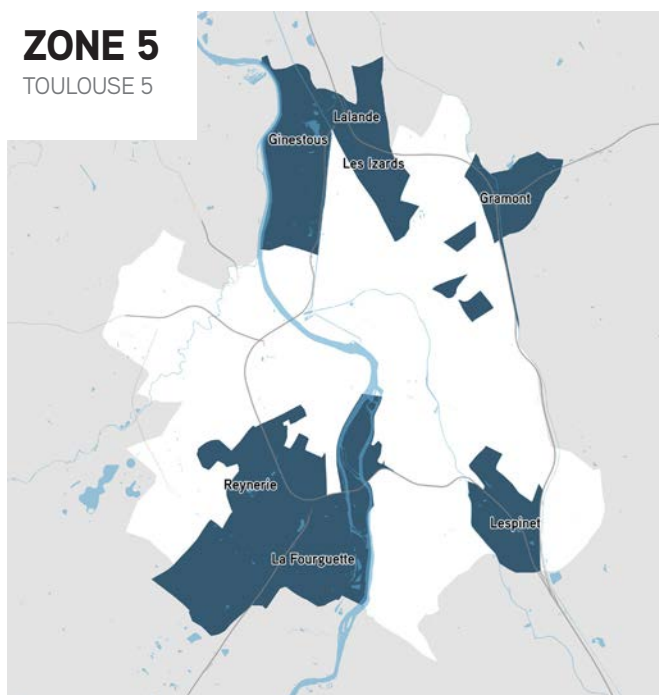 ZONE 5
TOULOUSE 5
Lalande
Ginestous
Les Izards
Gramont
Reynerie
Lespinet
La Fourguette